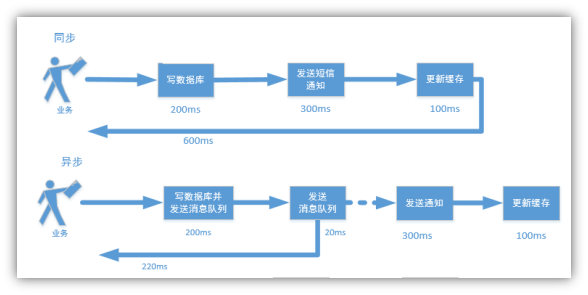 同步
写数据库
发送短信
通知
更新缓存
业务
200ms
300ms
100ms
600ms
异步
写数据库并
发送消息队列
发送
消息队列
发送通知
更新缓存
业务
200ms
20ms
300ms
100ms
220ms